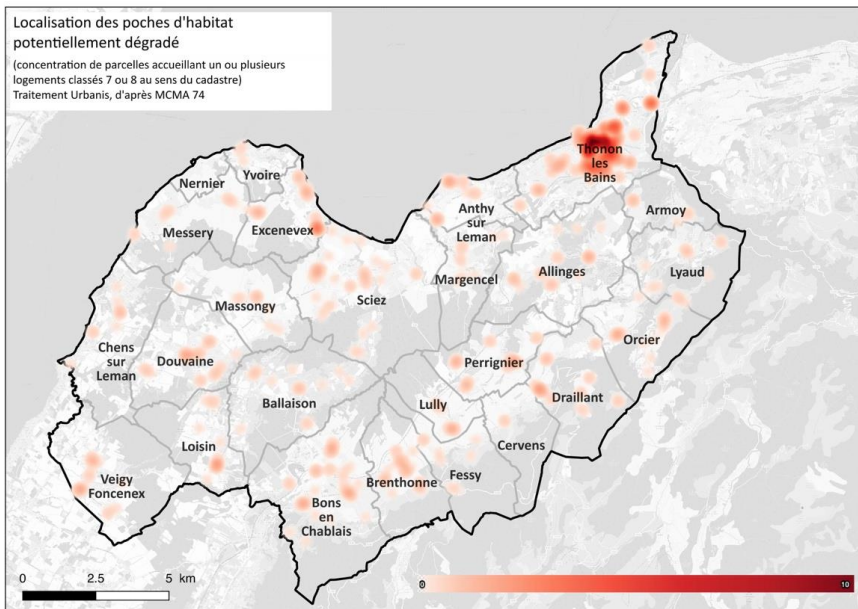 Localisation des poches d'habitat
potentiellement dégradé
(concentration de parcelles accueillant un ou plusieurs
logements classés 7 ou 8 au sens du cadastre)
Traitement Urbanis, d'après MCMA 74
Thonon
les
Bains
Yvoire
Nernier
Anthy
sur
Leman
Armoy
Messery
Excenevex
Allinges
Lyaud
Margencel
Massongy
Sciez
Chens
sur
Leman
Douvaine
Perrignier
Orcier
Ballaison
Lully
Draillant
Loisin
Cervens
Veigy
Foncenex
Brenthonne
Fessy
Bons
en
Chablais
0 2.5 5 km
0 10